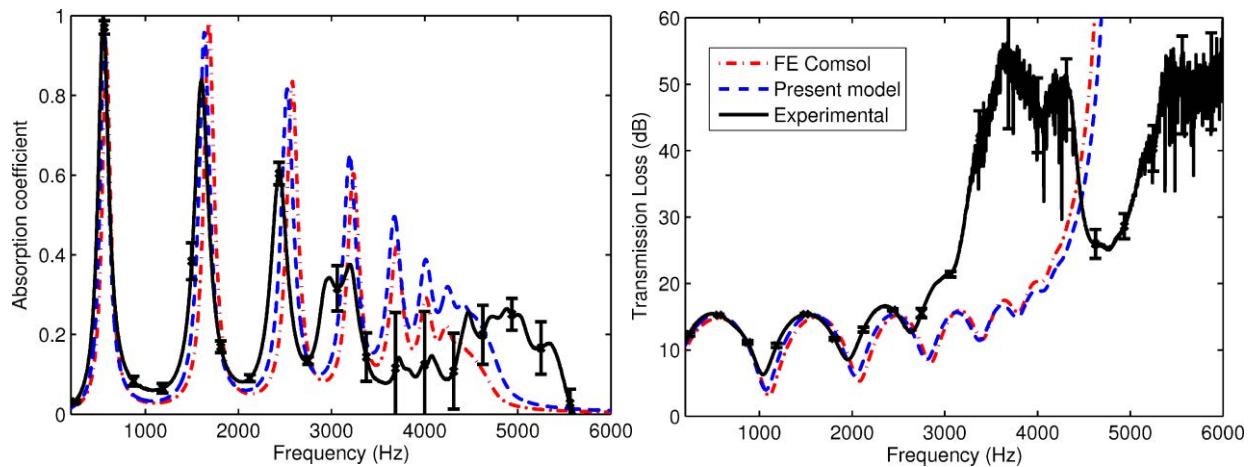 1
0.8
0.6
0.4
0.2
0
Absorption coefficient
1000 2000 3000 4000 5000 6000
Frequency (Hz)
60
50
40
30
20
10
0
Transmission Loss (dB)
FE Comsol
Present model
Experimental
1000 2000 3000 4000 5000 6000
Frequency (Hz)